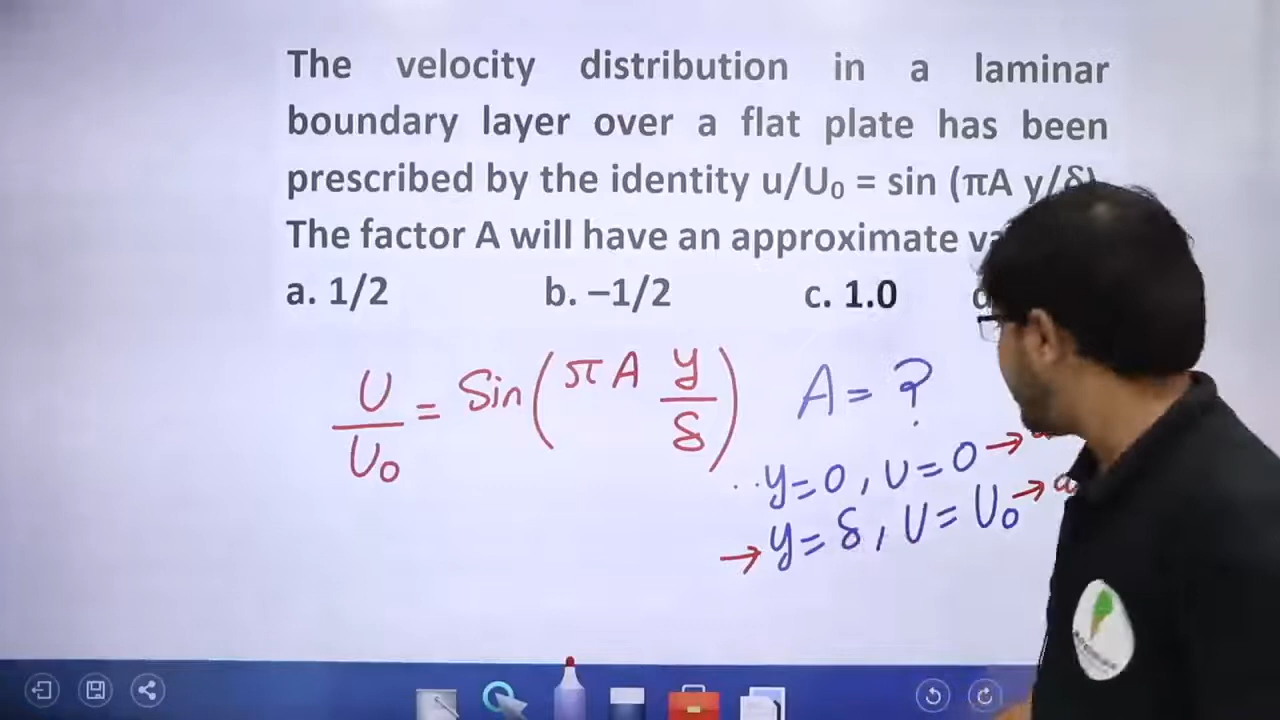 The velocity distribution in a laminar
boundary layer over a flat plate has been
prescribed by the identity u/U₀ = sin (πA y/δ)
The factor A will have an approximate
a. 1/2 b. –1/2 c. 1.0
U/U₀ = Sin(πA y/δ) A = ?
y=0, U=0 →
→ y=δ, U=U₀ →